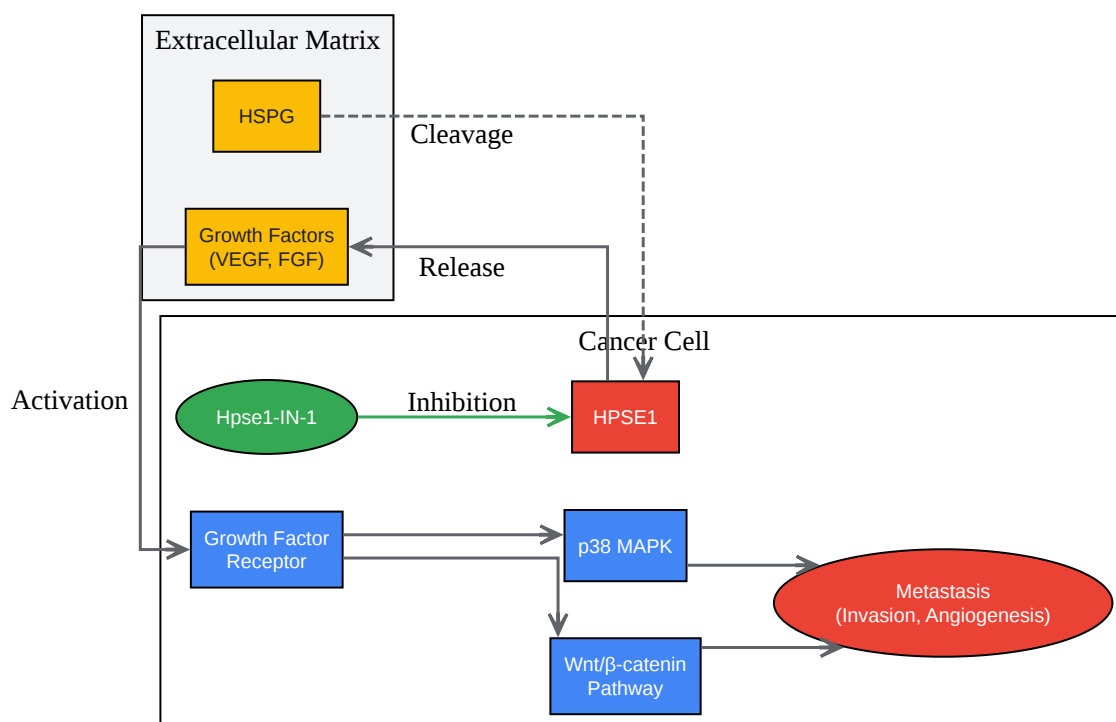 Extracellular Matrix
HSPG
Cleavage
Growth Factors
(VEGF, FGF)
Release
Cancer Cell
Activation
Hpse1-IN-1
Inhibition
HPSE1
Growth Factor
Receptor
p38 MAPK
Metastasis
(Invasion, Angiogenesis)
Wnt/β-catenin
Pathway